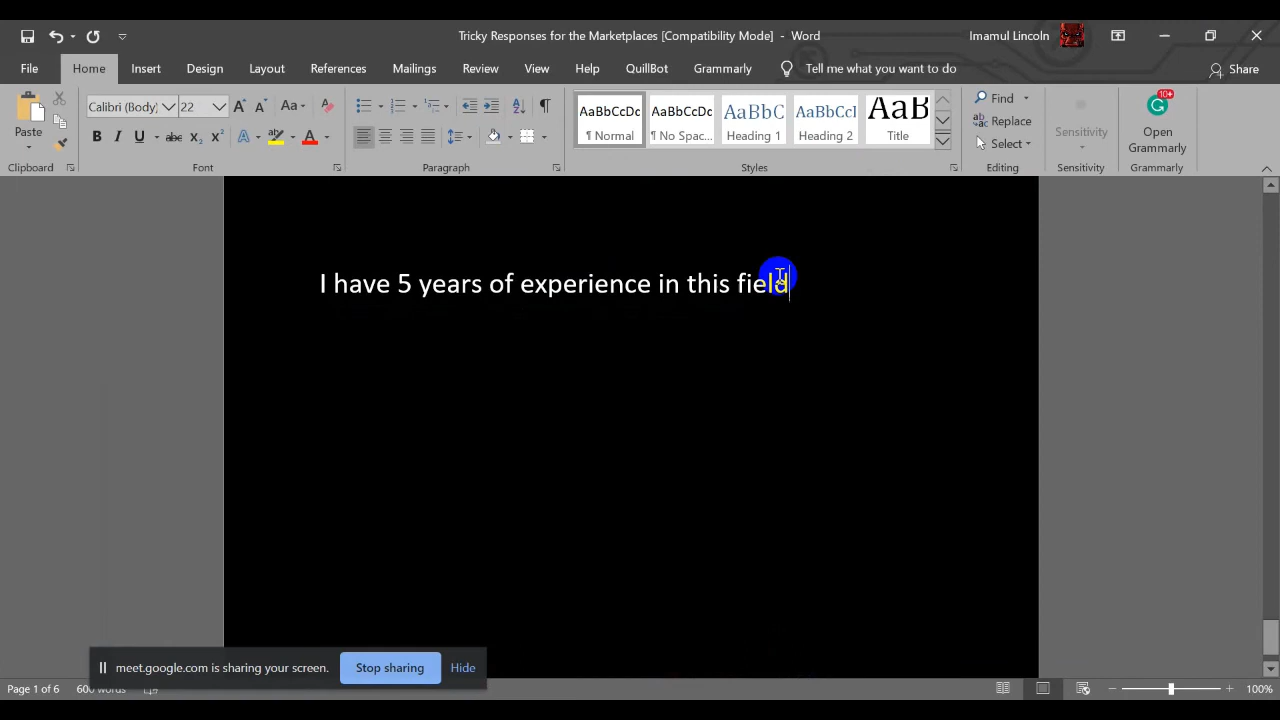 Tricky Responses for the Marketplaces [Compatibility Mode] - Word
Imamul Lincoln
File Home Insert Design Layout References Mailings Review View Help QuillBot Grammarly Tell me what you want to do Share
Calibri (Body) 22
Paste
Clipboard
Font
Paragraph
AaBbCcDc AaBbCcDc AaBbC AaBbCcI AaB
¶ Normal ¶ No Spac... Heading 1 Heading 2 Title
Styles
Find
Replace
Select
Editing
Sensitivity
Sensitivity
10+
Open
Grammarly
Grammarly
I have 5 years of experience in this field
meet.google.com is sharing your screen. Stop sharing Hide
Page 1 of 6 600 words 100%